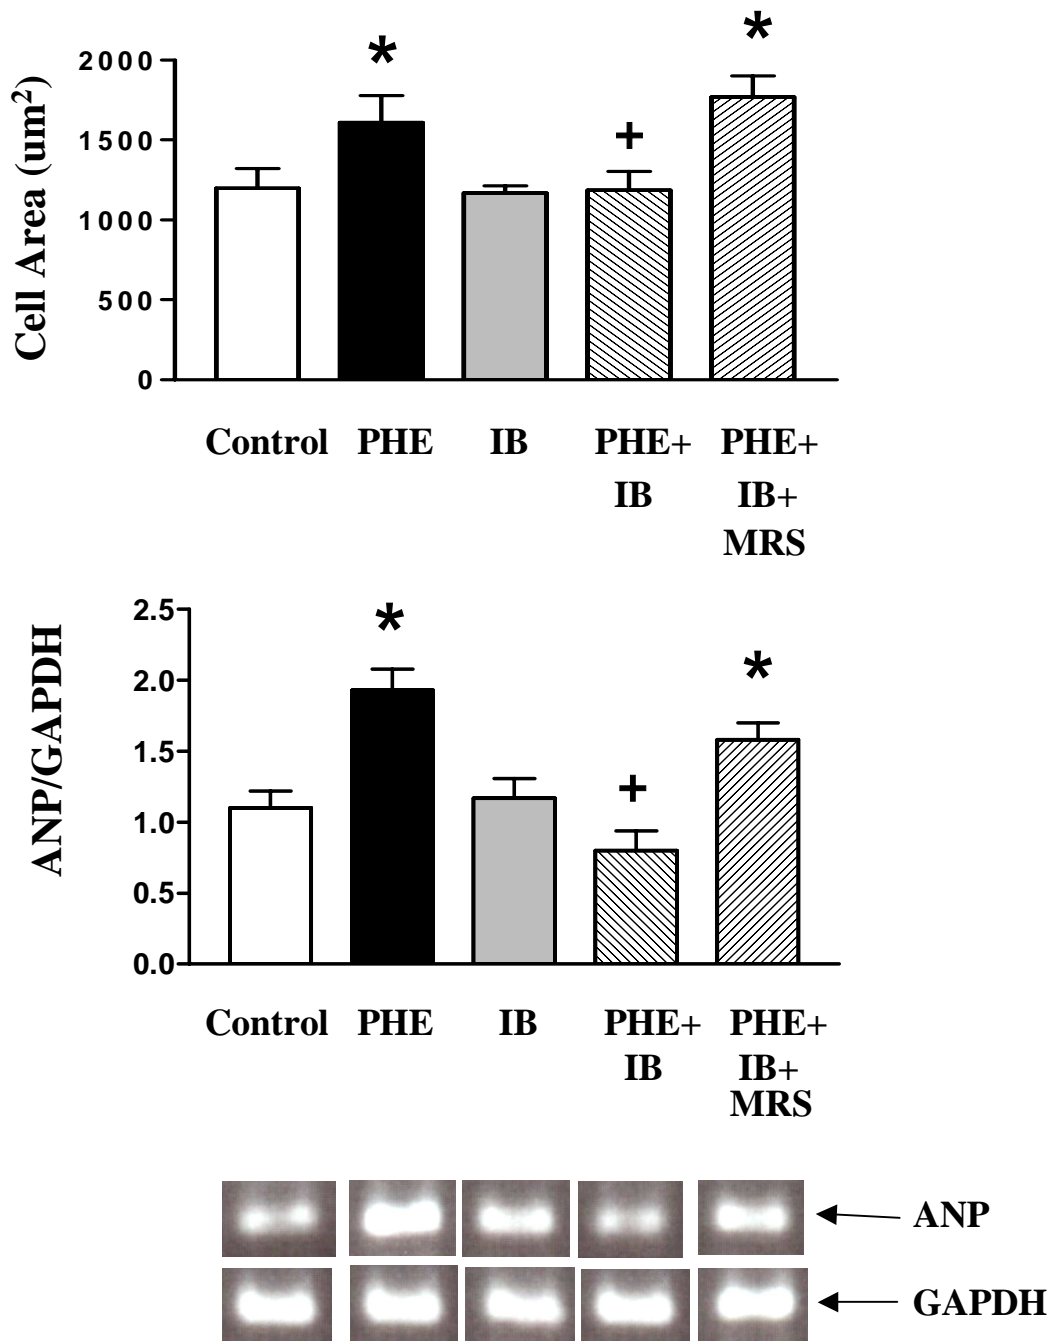 *
*
+
2000
1500
1000
500
0
Cell Area (um²)
Control PHE IB PHE+ PHE+
IB IB+
MRS
2.5
2.0
1.5
1.0
0.5
0.0
*
*
+
ANP/GAPDH
Control PHE IB PHE+ PHE+
IB IB+
MRS
ANP
GAPDH